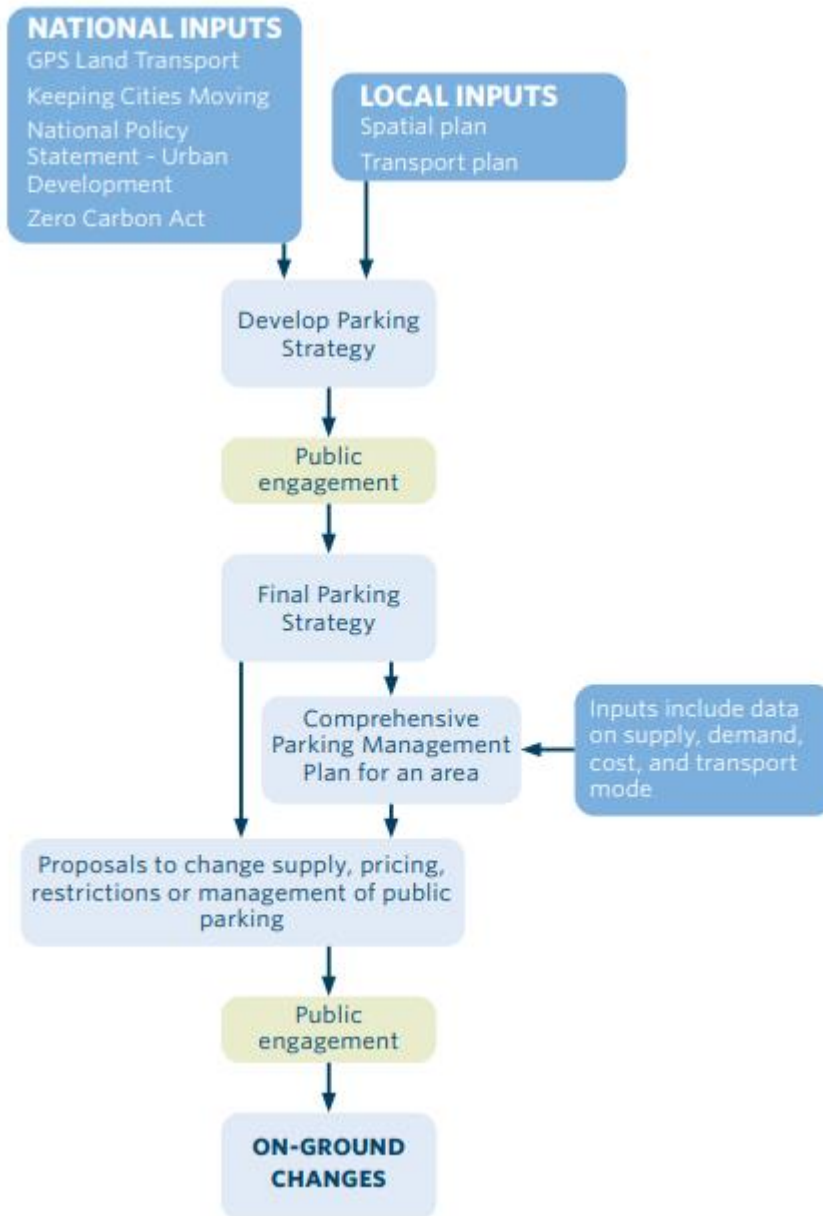 NATIONAL INPUTS
GPS Land Transport
Keeping Cities Moving
National Policy
Statement - Urban
Development
Zero Carbon Act
LOCAL INPUTS
Spatial plan
Transport plan
Develop Parking
Strategy
Public
engagement
Final Parking
Strategy
Comprehensive
Parking Management
Plan for an area
Inputs include data
on supply, demand,
cost, and transport
mode
Proposals to change supply, pricing,
restrictions or management of public
parking
Public
engagement
ON-GROUND
CHANGES